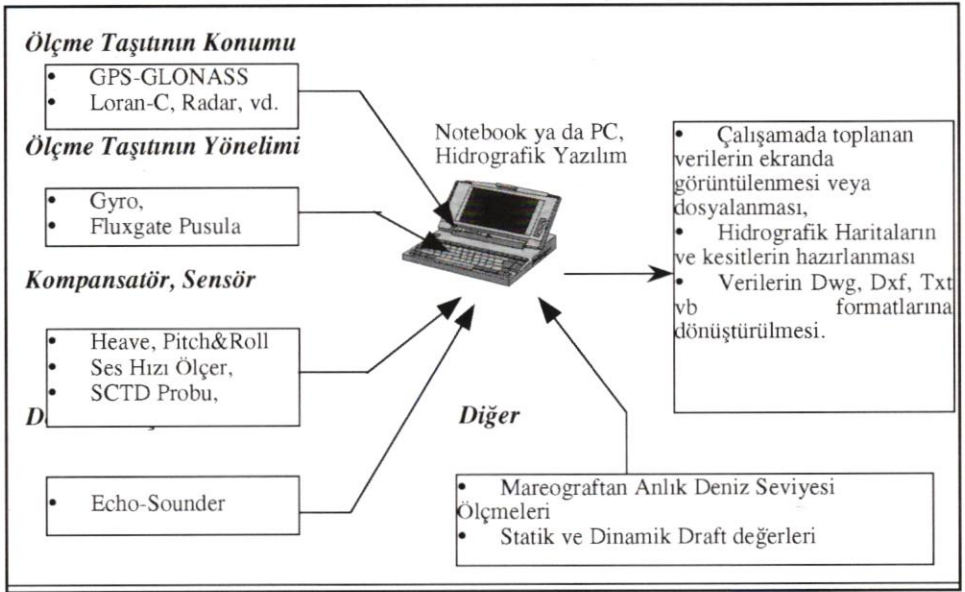 Ölçme Taşıtının Konumu
• GPS-GLONASS
• Loran-C, Radar, vd.
Ölçme Taşıtının Yönelimi
• Gyro,
• Fluxgate Pusula
Kompansatör, Sensör
• Heave, Pitch&Roll
• Ses Hızı Ölçer,
• SCTD Probu,
• Echo-Sounder
Notebook ya da PC,
Hidrografik Yazılım
• Çalışamada toplanan
verilerin ekranda
görüntülenmesi veya
dosyalanması,
• Hidrografik Haritaların
ve kesitlerin hazırlanması
• Verilerin Dwg, Dxf, Txt
vb formatlarına
dönüştürülmesi.
Diğer
• Mareograftan Anlık Deniz Seviyesi
Ölçmeleri
• Statik ve Dinamik Draft değerleri